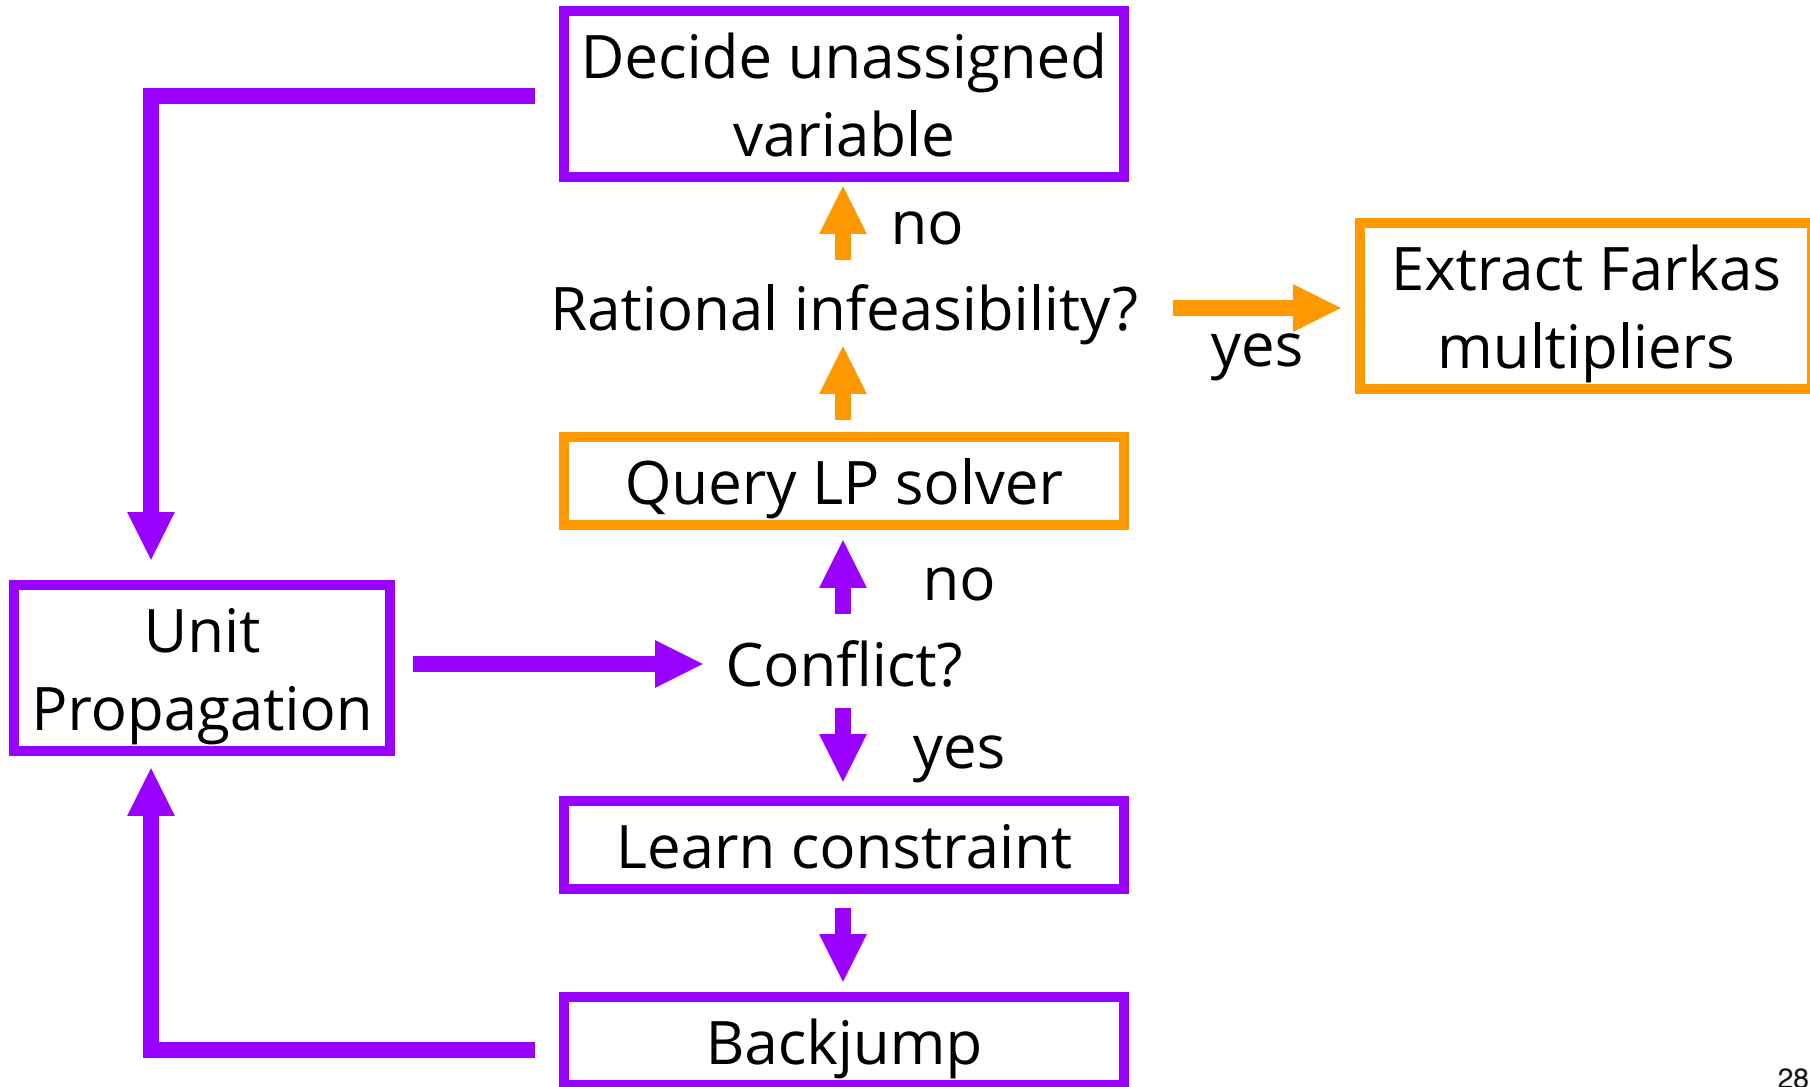 Decide unassigned
variable
no
Rational infeasibility?
yes
Extract Farkas
multipliers
Query LP solver
no
Unit
Propagation
Conflict?
yes
Learn constraint
Backjump
28